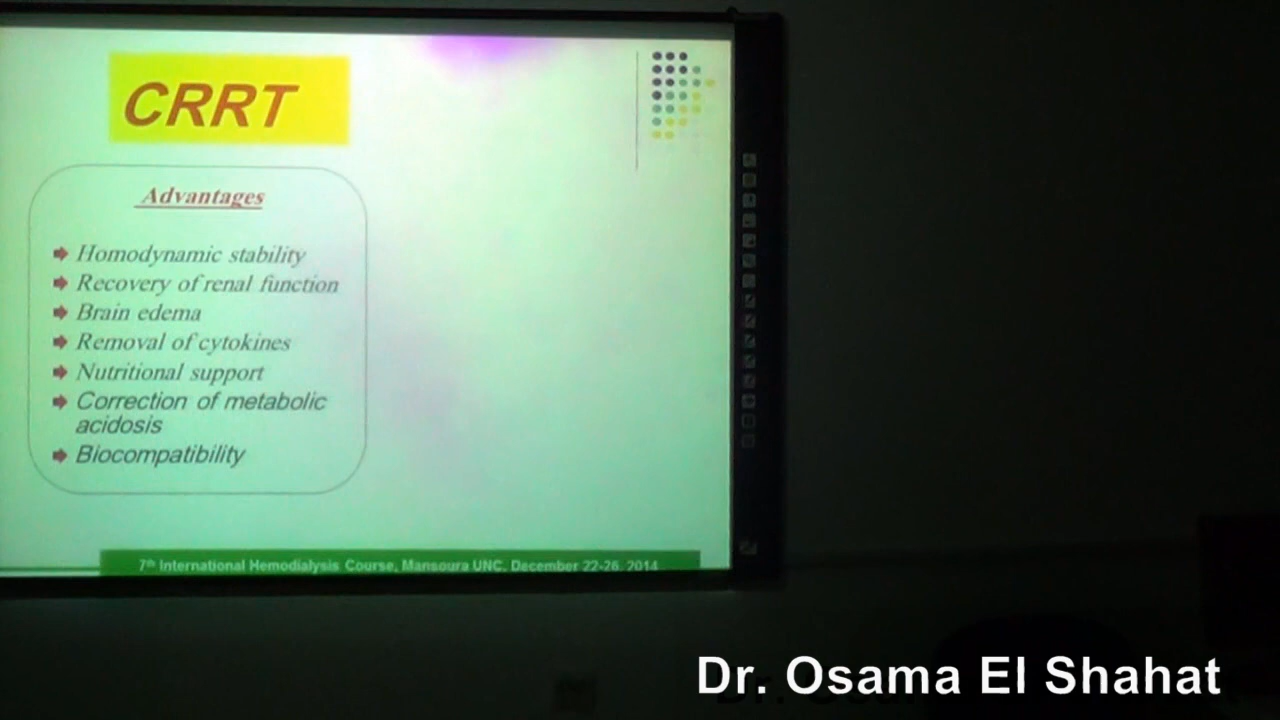 CRRT
Advantages
Homodynamic stability
Recovery of renal function
Brain edema
Removal of cytokines
Nutritional support
Correction of metabolic
acidosis
Biocompatibility
7th International Hemodialysis Course, Mansoura UNC, December 22-26, 2014
Dr. Osama El Shahat